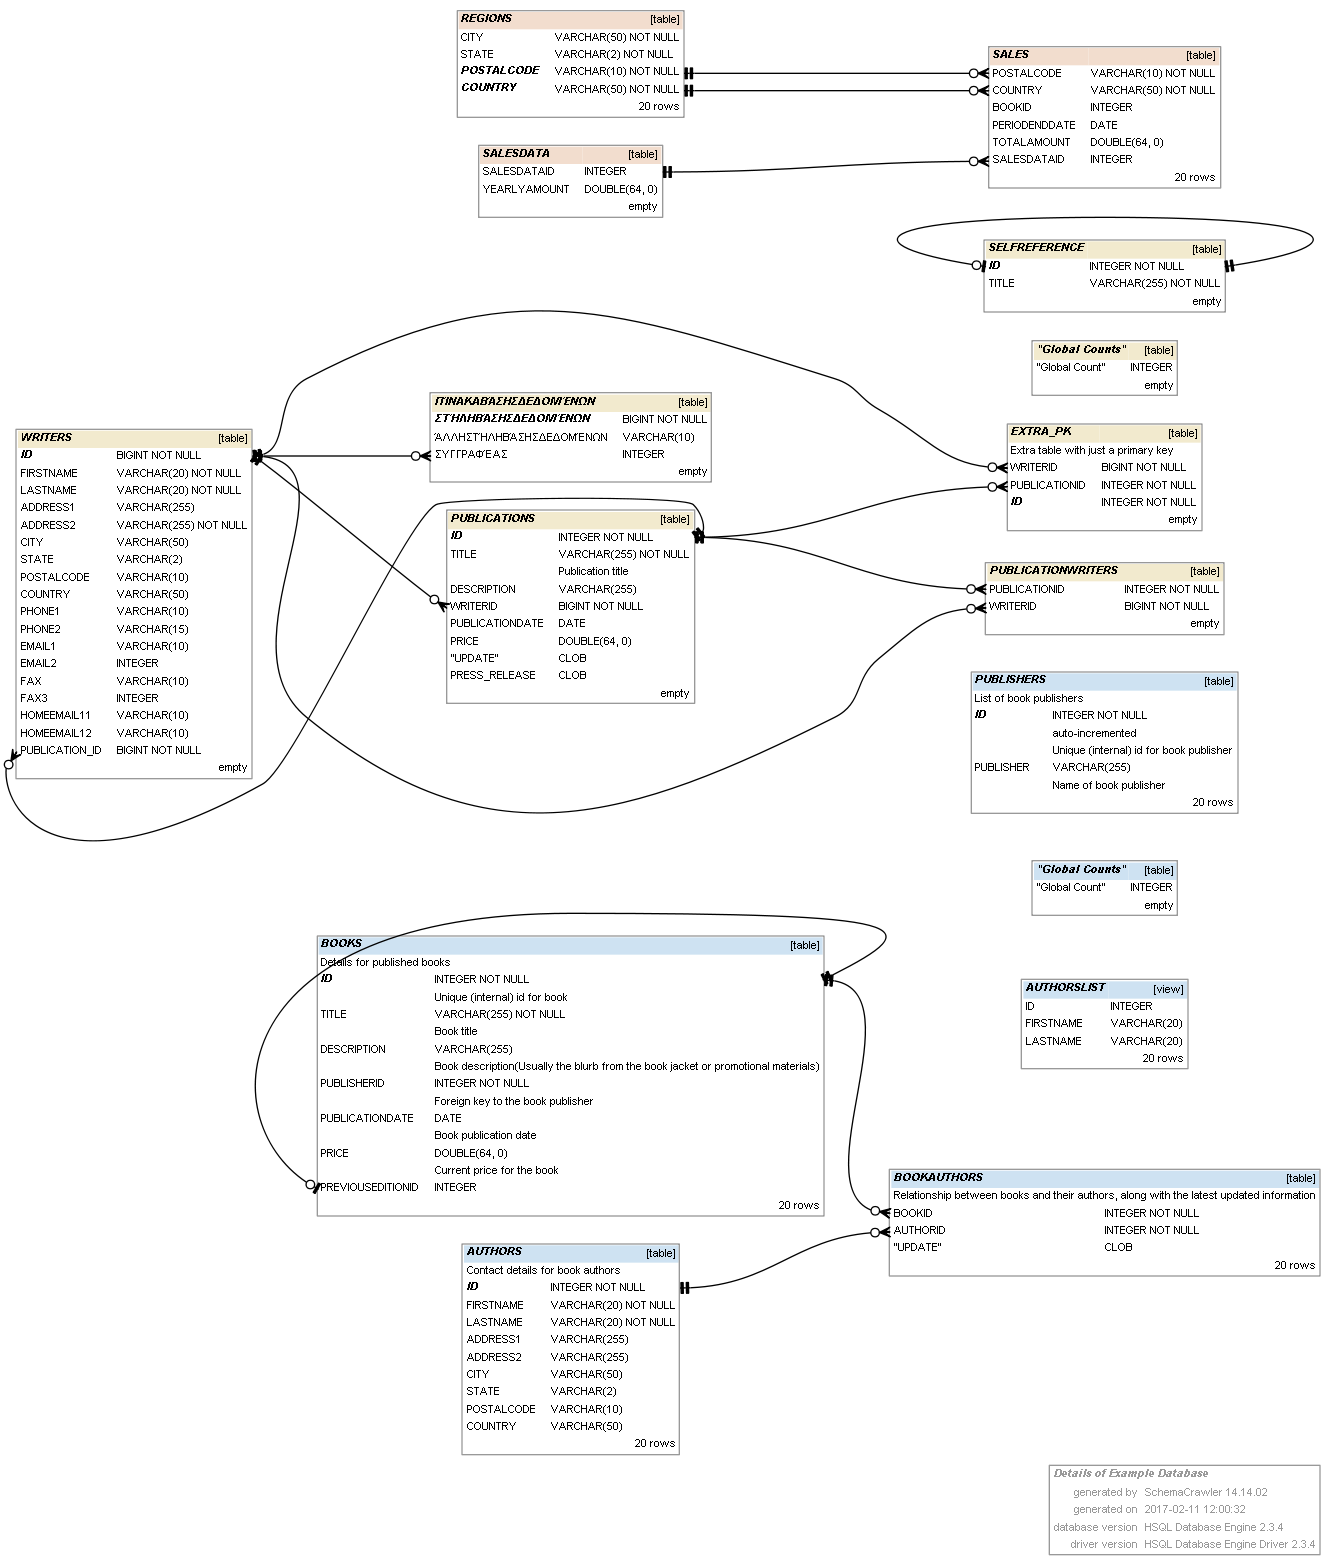 REGIONS [table]
CITY VARCHAR(50) NOT NULL
STATE VARCHAR(2) NOT NULL
POSTALCODE VARCHAR(10) NOT NULL
COUNTRY VARCHAR(50) NOT NULL
20 rows
SALES [table]
POSTALCODE VARCHAR(10) NOT NULL
COUNTRY VARCHAR(50) NOT NULL
BOOKID INTEGER
PERIODENDDATE DATE
TOTALAMOUNT DOUBLE(64, 0)
SALESDATAID INTEGER
20 rows
SALESDATA [table]
SALESDATAID INTEGER
YEARLYAMOUNT DOUBLE(64, 0)
empty
SELFREFERENCE [table]
ID INTEGER NOT NULL
TITLE VARCHAR(255) NOT NULL
empty
"Global Counts" [table]
"Global Count" INTEGER
empty
WRITERS [table]
ID BIGINT NOT NULL
FIRSTNAME VARCHAR(20) NOT NULL
LASTNAME VARCHAR(20) NOT NULL
ADDRESS1 VARCHAR(255)
ADDRESS2 VARCHAR(255) NOT NULL
CITY VARCHAR(50)
STATE VARCHAR(2)
POSTALCODE VARCHAR(10)
COUNTRY VARCHAR(50)
PHONE1 VARCHAR(10)
PHONE2 VARCHAR(15)
EMAIL1 VARCHAR(10)
EMAIL2 INTEGER
FAX VARCHAR(10)
FAX3 INTEGER
HOMEEMAIL11 VARCHAR(10)
HOMEEMAIL12 VARCHAR(10)
PUBLICATION_ID BIGINT NOT NULL
empty
ΠΊΝΑΚΑΒΆΣΗΣΔΕΔΟΜΈΝΩΝ [table]
ΣΤΉΛΗΒΆΣΗΣΔΕΔΟΜΈΝΩΝ BIGINT NOT NULL
ΆΛΛΗΣΤΉΛΗΒΆΣΗΣΔΕΔΟΜΈΝΩΝ VARCHAR(10)
ΣΥΓΓΡΑΦΈΑΣ INTEGER
empty
PUBLICATIONS [table]
ID INTEGER NOT NULL
TITLE VARCHAR(255) NOT NULL
Publication title
DESCRIPTION VARCHAR(255)
WRITERID BIGINT NOT NULL
PUBLICATIONDATE DATE
PRICE DOUBLE(64, 0)
"UPDATE" CLOB
PRESS_RELEASE CLOB
empty
EXTRA_PK [table]
Extra table with just a primary key
WRITERID BIGINT NOT NULL
PUBLICATIONID INTEGER NOT NULL
ID INTEGER NOT NULL
empty
PUBLICATIONWRITERS [table]
PUBLICATIONID INTEGER NOT NULL
WRITERID BIGINT NOT NULL
empty
PUBLISHERS [table]
List of book publishers
ID INTEGER NOT NULL
auto-incremented
Unique (internal) id for book publisher
PUBLISHER VARCHAR(255)
Name of book publisher
20 rows
"Global Counts" [table]
"Global Count" INTEGER
empty
BOOKS [table]
Details for published books
ID INTEGER NOT NULL
Unique (internal) id for book
TITLE VARCHAR(255) NOT NULL
Book title
DESCRIPTION VARCHAR(255)
Book description(Usually the blurb from the book jacket or promotional materials)
PUBLISHERID INTEGER NOT NULL
Foreign key to the book publisher
PUBLICATIONDATE DATE
Book publication date
PRICE DOUBLE(64, 0)
Current price for the book
PREVIOUSEDITIONID INTEGER
20 rows
AUTHORSLIST [view]
ID INTEGER
FIRSTNAME VARCHAR(20)
LASTNAME VARCHAR(20)
20 rows
BOOKAUTHORS [table]
Relationship between books and their authors, along with the latest updated information
BOOKID INTEGER NOT NULL
AUTHORID INTEGER NOT NULL
"UPDATE" CLOB
20 rows
AUTHORS [table]
Contact details for book authors
ID INTEGER NOT NULL
FIRSTNAME VARCHAR(20) NOT NULL
LASTNAME VARCHAR(20) NOT NULL
ADDRESS1 VARCHAR(255)
ADDRESS2 VARCHAR(255)
CITY VARCHAR(50)
STATE VARCHAR(2)
POSTALCODE VARCHAR(10)
COUNTRY VARCHAR(50)
20 rows
Details of Example Database
generated by SchemaCrawler 14.14.02
generated on 2017-02-11 12:00:32
database version HSQL Database Engine 2.3.4
driver version HSQL Database Engine Driver 2.3.4